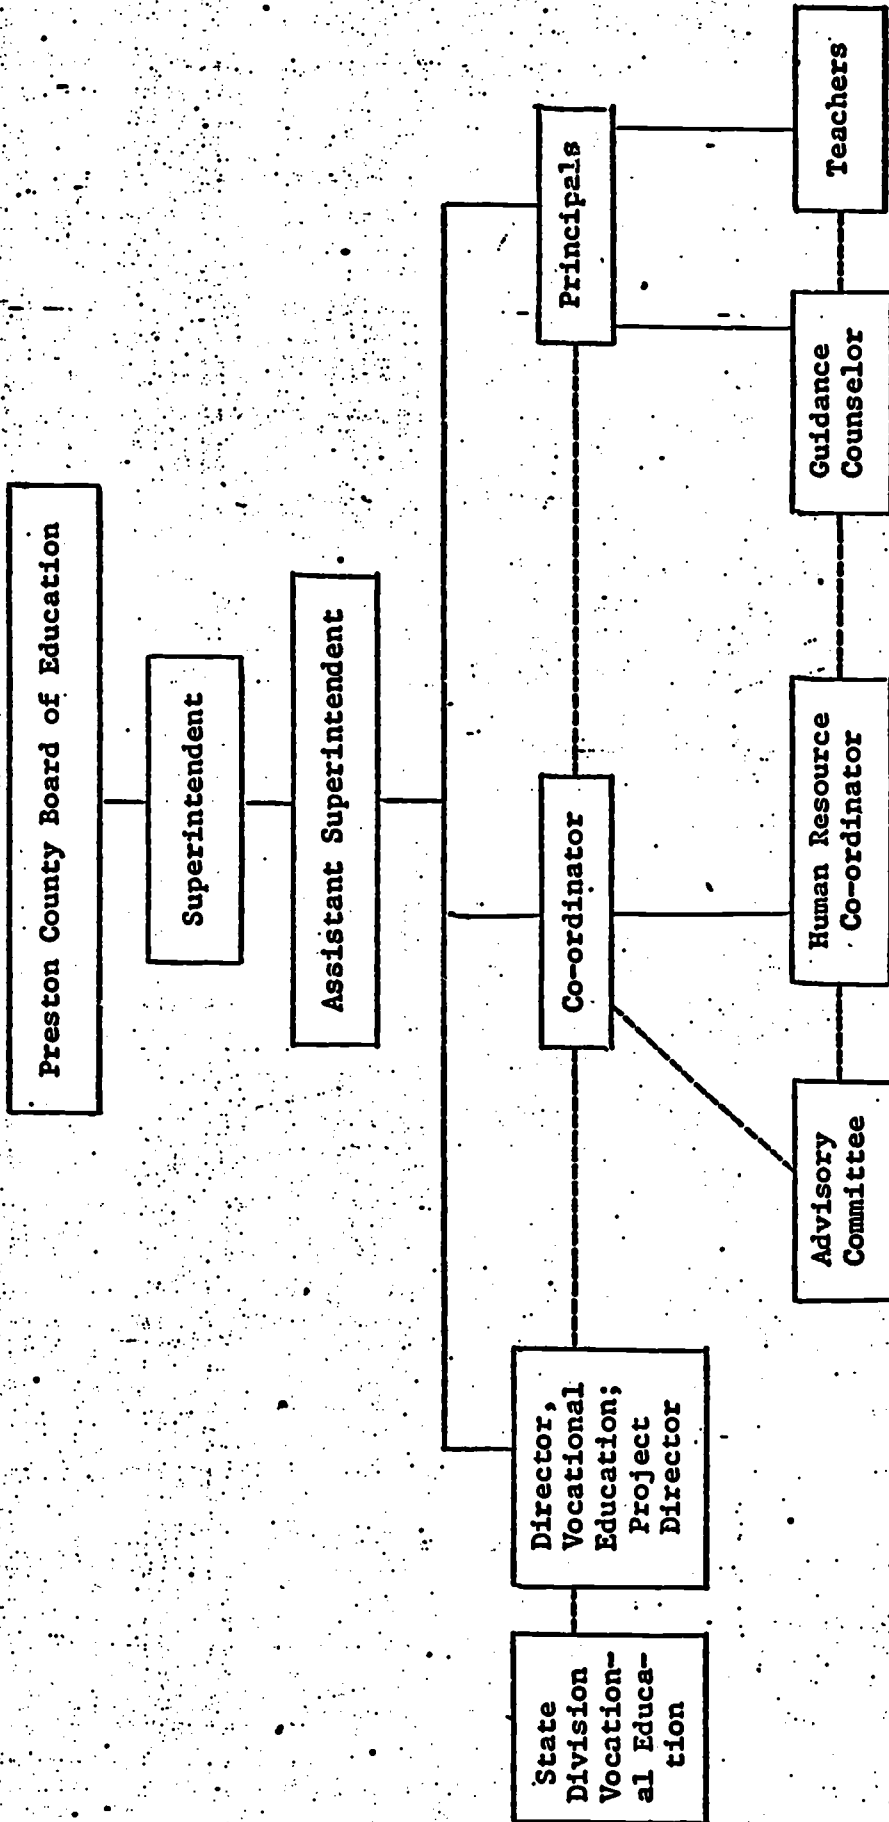 Preston County Board of Education
Superintendent
Assistant Superintendent
State
Division
Vocation-
al Educa-
tion
Director,
Vocational
Education;
Project
Director
Co-ordinator
Principals
Advisory
Committee
Human Resource
Co-ordinator
Guidance
Counselor
Teachers